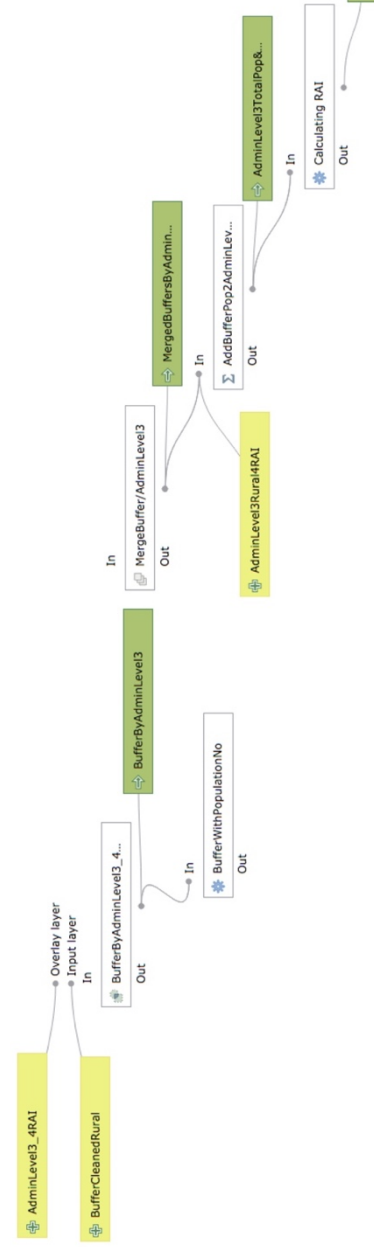 AdminLevel3_4RAI
BufferCleanedRural
Overlay layer
Input layer
In
BufferByAdminLevel3_4...
Out
BufferByAdminLevel3
In
BufferWithPopulationNo
Out
In
MergeBuffer/AdminLevel3
Out
MergedBuffersByAdmin...
AdminLevel3Rural4RAI
In
AddBufferPop2AdminLev...
Out
AdminLevel3TotalPop&...
In
Calculating RAI
Out